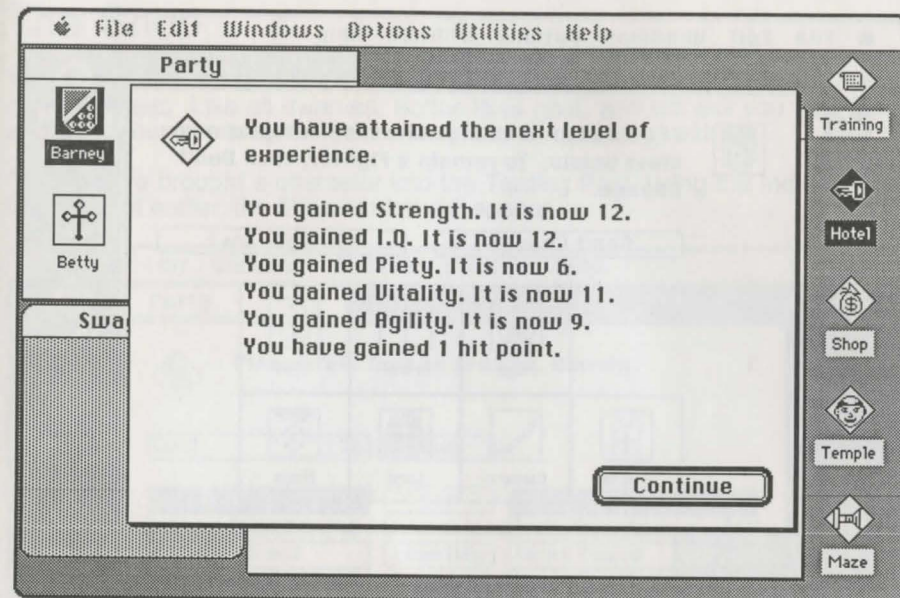 File Edit Windows Options Utilities Help
Party
Barney
Betty
Swa
You have attained the next level of
experience.
You gained Strength. It is now 12.
You gained I.Q. It is now 12.
You gained Piety. It is now 6.
You gained Vitality. It is now 11.
You gained Agility. It is now 9.
You have gained 1 hit point.
Continue
Training
Hotel
Shop
Temple
Maze